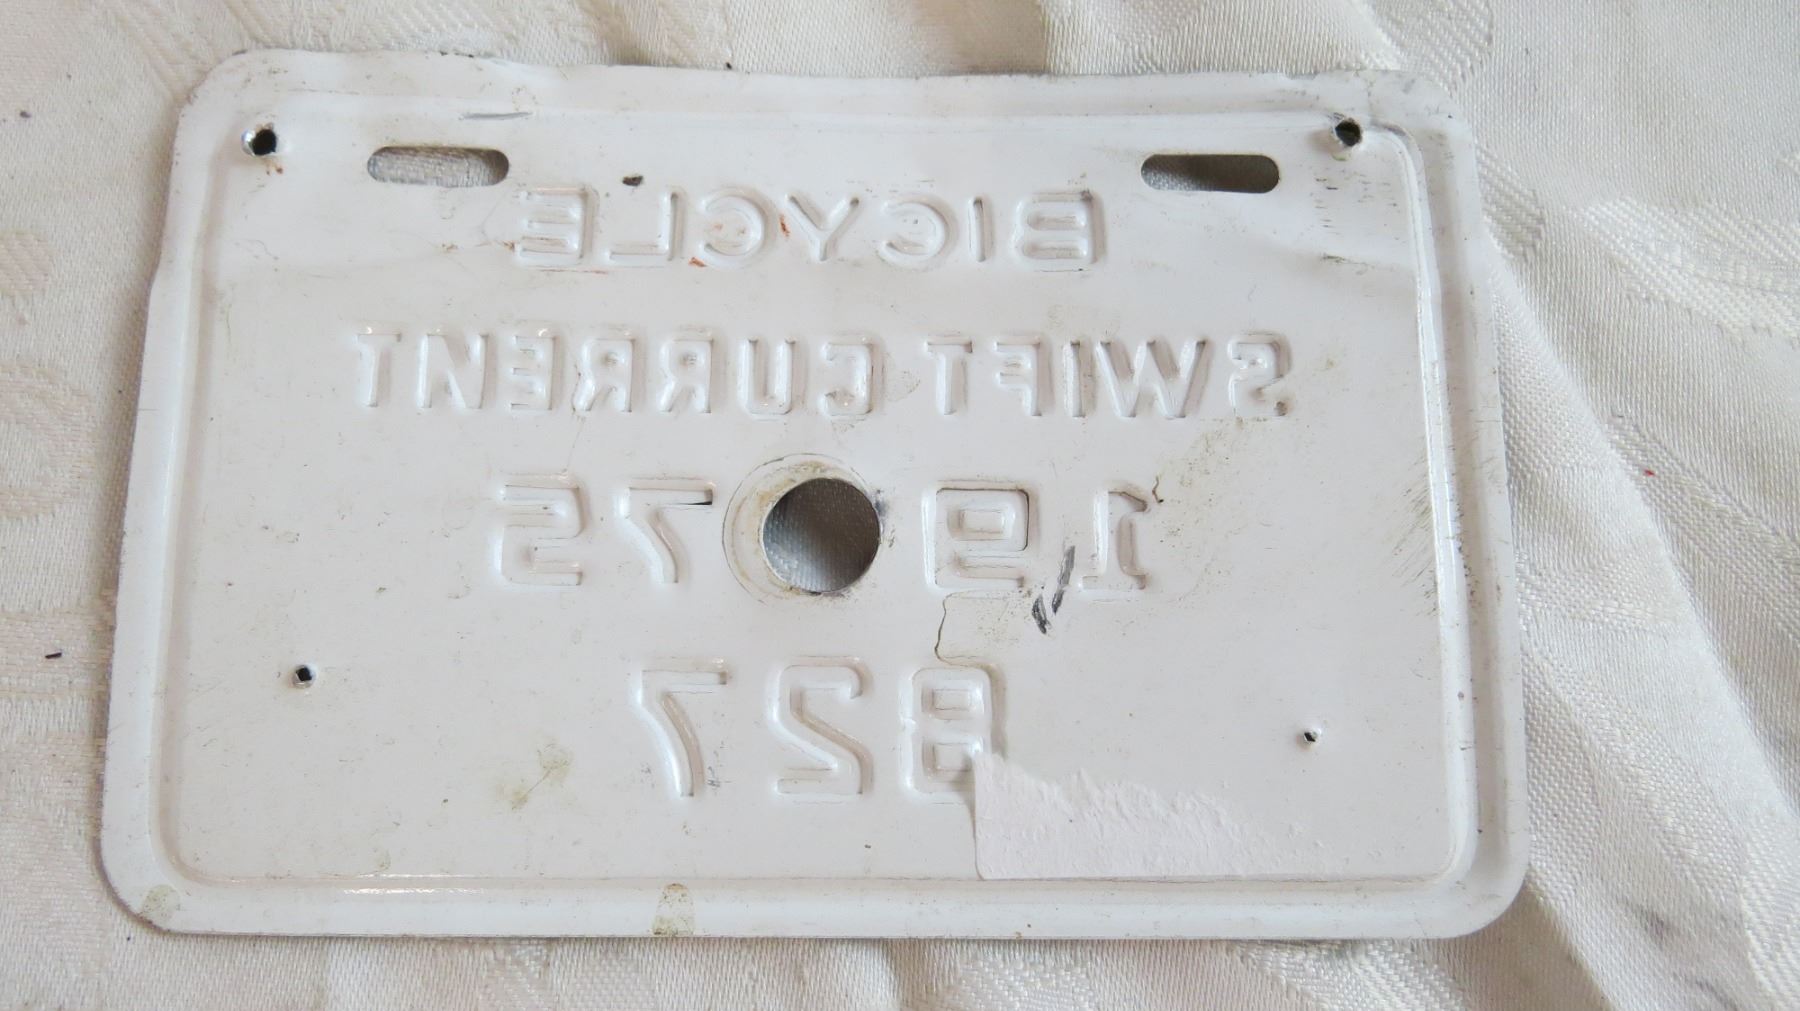 BICYCLE
SWIFT CURRENT
1975
827